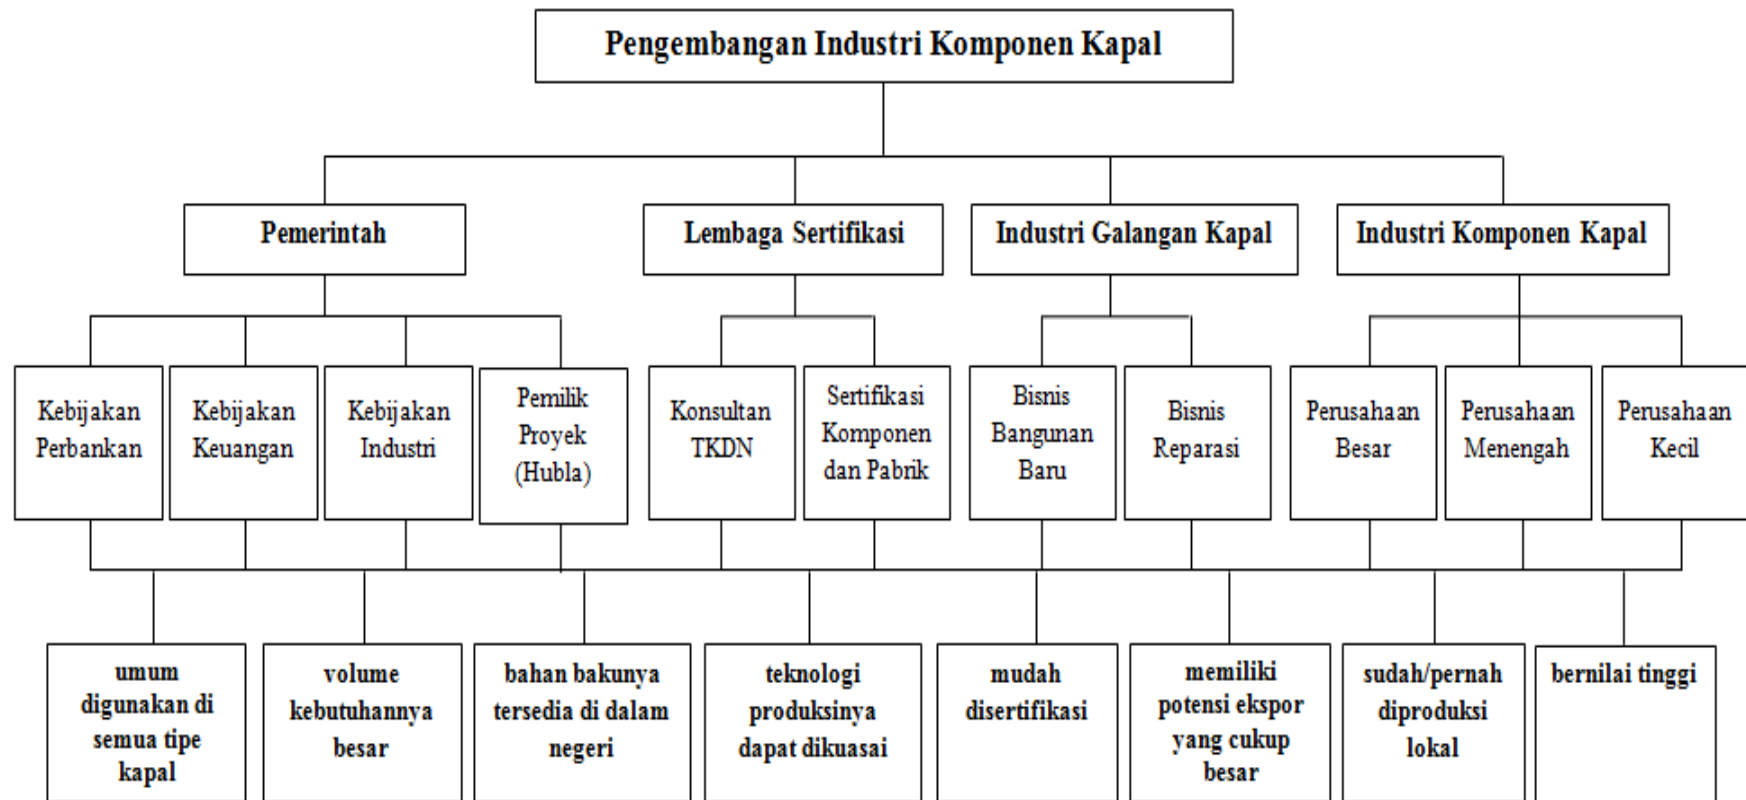 Pengembangan Industri Komponen Kapal
Pemerintah
Lembaga Sertifikasi
Industri Galangan Kapal
Industri Komponen Kapal
Kebijakan
Perbankan
Kebijakan
Keuangan
Kebijakan
Industri
Pemilik
Proyek
(Hubla)
Konsultan
TKDN
Sertifikasi
Komponen
dan Pabrik
Bisnis
Bangunan
Baru
Bisnis
Reparasi
Perusahaan
Besar
Perusahaan
Menengah
Perusahaan
Kecil
umum
digunakan di
semua tipe
kapal
volume
kebutuhannya
besar
bahan bakunya
tersedia di dalam
negeri
teknologi
produksinya
dapat dikuasai
mudah
disertifikasi
memiliki
potensi ekspor
yang cukup
besar
sudah/pernah
diproduksi
lokal
bernilai tinggi